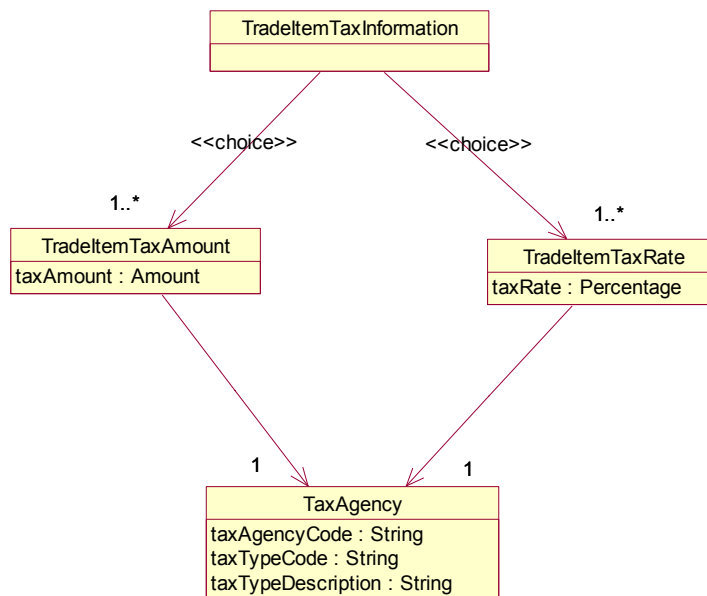 TradeItemTaxInformation
<<choice>>
<<choice>>
1..*
1..*
TradeItemTaxAmount
taxAmount : Amount
TradeItemTaxRate
taxRate : Percentage
1
1
TaxAgency
taxAgencyCode : String
taxTypeCode : String
taxTypeDescription : String